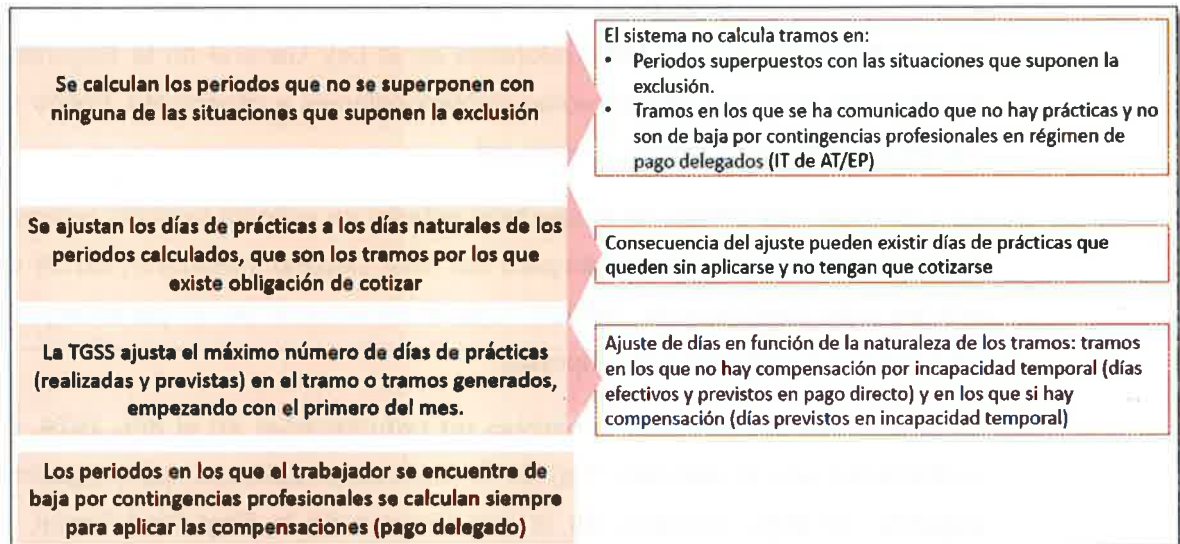 Se calculan los periodos que no se superponen con
ninguna de las situaciones que suponen la exclusión
El sistema no calcula tramos en:
• Periodos superpuestos con las situaciones que suponen la
exclusión.
• Tramos en los que se ha comunicado que no hay prácticas y no
son de baja por contingencias profesionales en régimen de
pago delegados (IT de AT/EP)
Se ajustan los días de prácticas a los días naturales de los
periodos calculados, que son los tramos por los que
existe obligación de cotizar
Consecuencia del ajuste pueden existir días de prácticas que
queden sin aplicarse y no tengan que cotizarse
La TGSS ajusta el máximo número de días de prácticas
(realizadas y previstas) en el tramo o tramos generados,
empezando con el primero del mes.
Ajuste de días en función de la naturaleza de los tramos: tramos
en los que no hay compensación por incapacidad temporal (días
efectivos y previstos en pago directo) y en los que si hay
compensación (días previstos en incapacidad temporal)
Los periodos en los que el trabajador se encuentre de
baja por contingencias profesionales se calculan siempre
para aplicar las compensaciones (pago delegado)